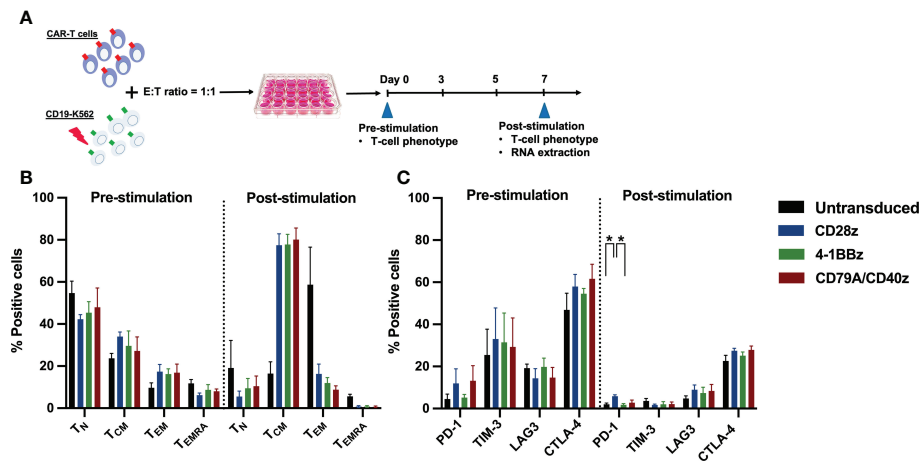 A
CAR-T cells
CD19-K562
+ E:T ratio = 1:1
Day 0 3 5 7
Pre-stimulation
• T-cell phenotype
Post-stimulation
• T-cell phenotype
• RNA extraction
B
Pre-stimulation Post-stimulation
% Positive cells
100
80
60
40
20
0
TN TCM TEM TEMRA TN TCM TEM TEMRA
C
Pre-stimulation Post-stimulation
% Positive cells
100
80
60
40
20
0
* *
PD-1 TIM-3 LAG3 CTLA-4 PD-1 TIM-3 LAG3 CTLA-4
Untransduced
CD28z
4-1BBz
CD79A/CD40z